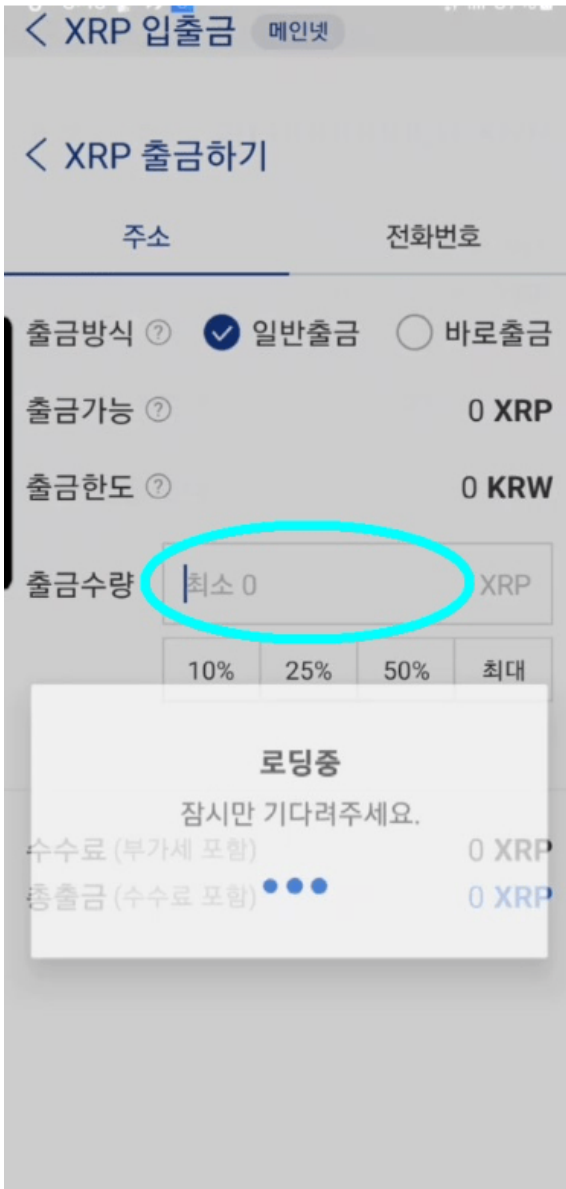 XRP 입출금 메인넷
XRP 출금하기
주소 전화번호
출금방식 ? 일반출금 바로출금
출금가능 ? 0 XRP
출금한도 ? 0 KRW
출금수량 최소 0 XRP
10% 25% 50% 최대
로딩중
잠시만 기다려주세요.
수수료 (부가세 포함) 0 XRP
총출금 (수수료 포함) 0 XRP